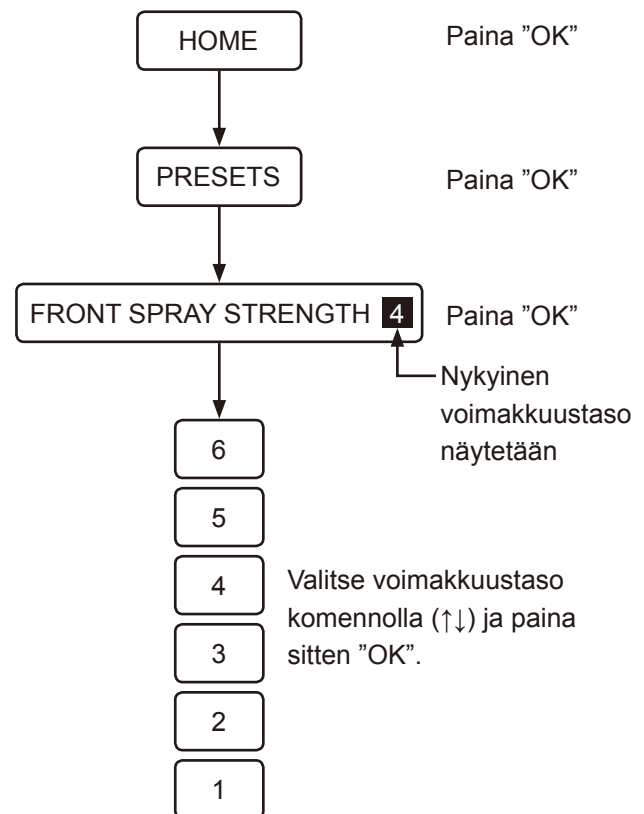 HOME
Paina ”OK”
PRESETS
Paina ”OK”
FRONT SPRAY STRENGTH 4
Paina ”OK”
Nykyinen
voimakkuustaso
näytetään
6
5
4
Valitse voimakkuustaso
komennolla (↑↓) ja paina
sitten ”OK”.
3
2
1